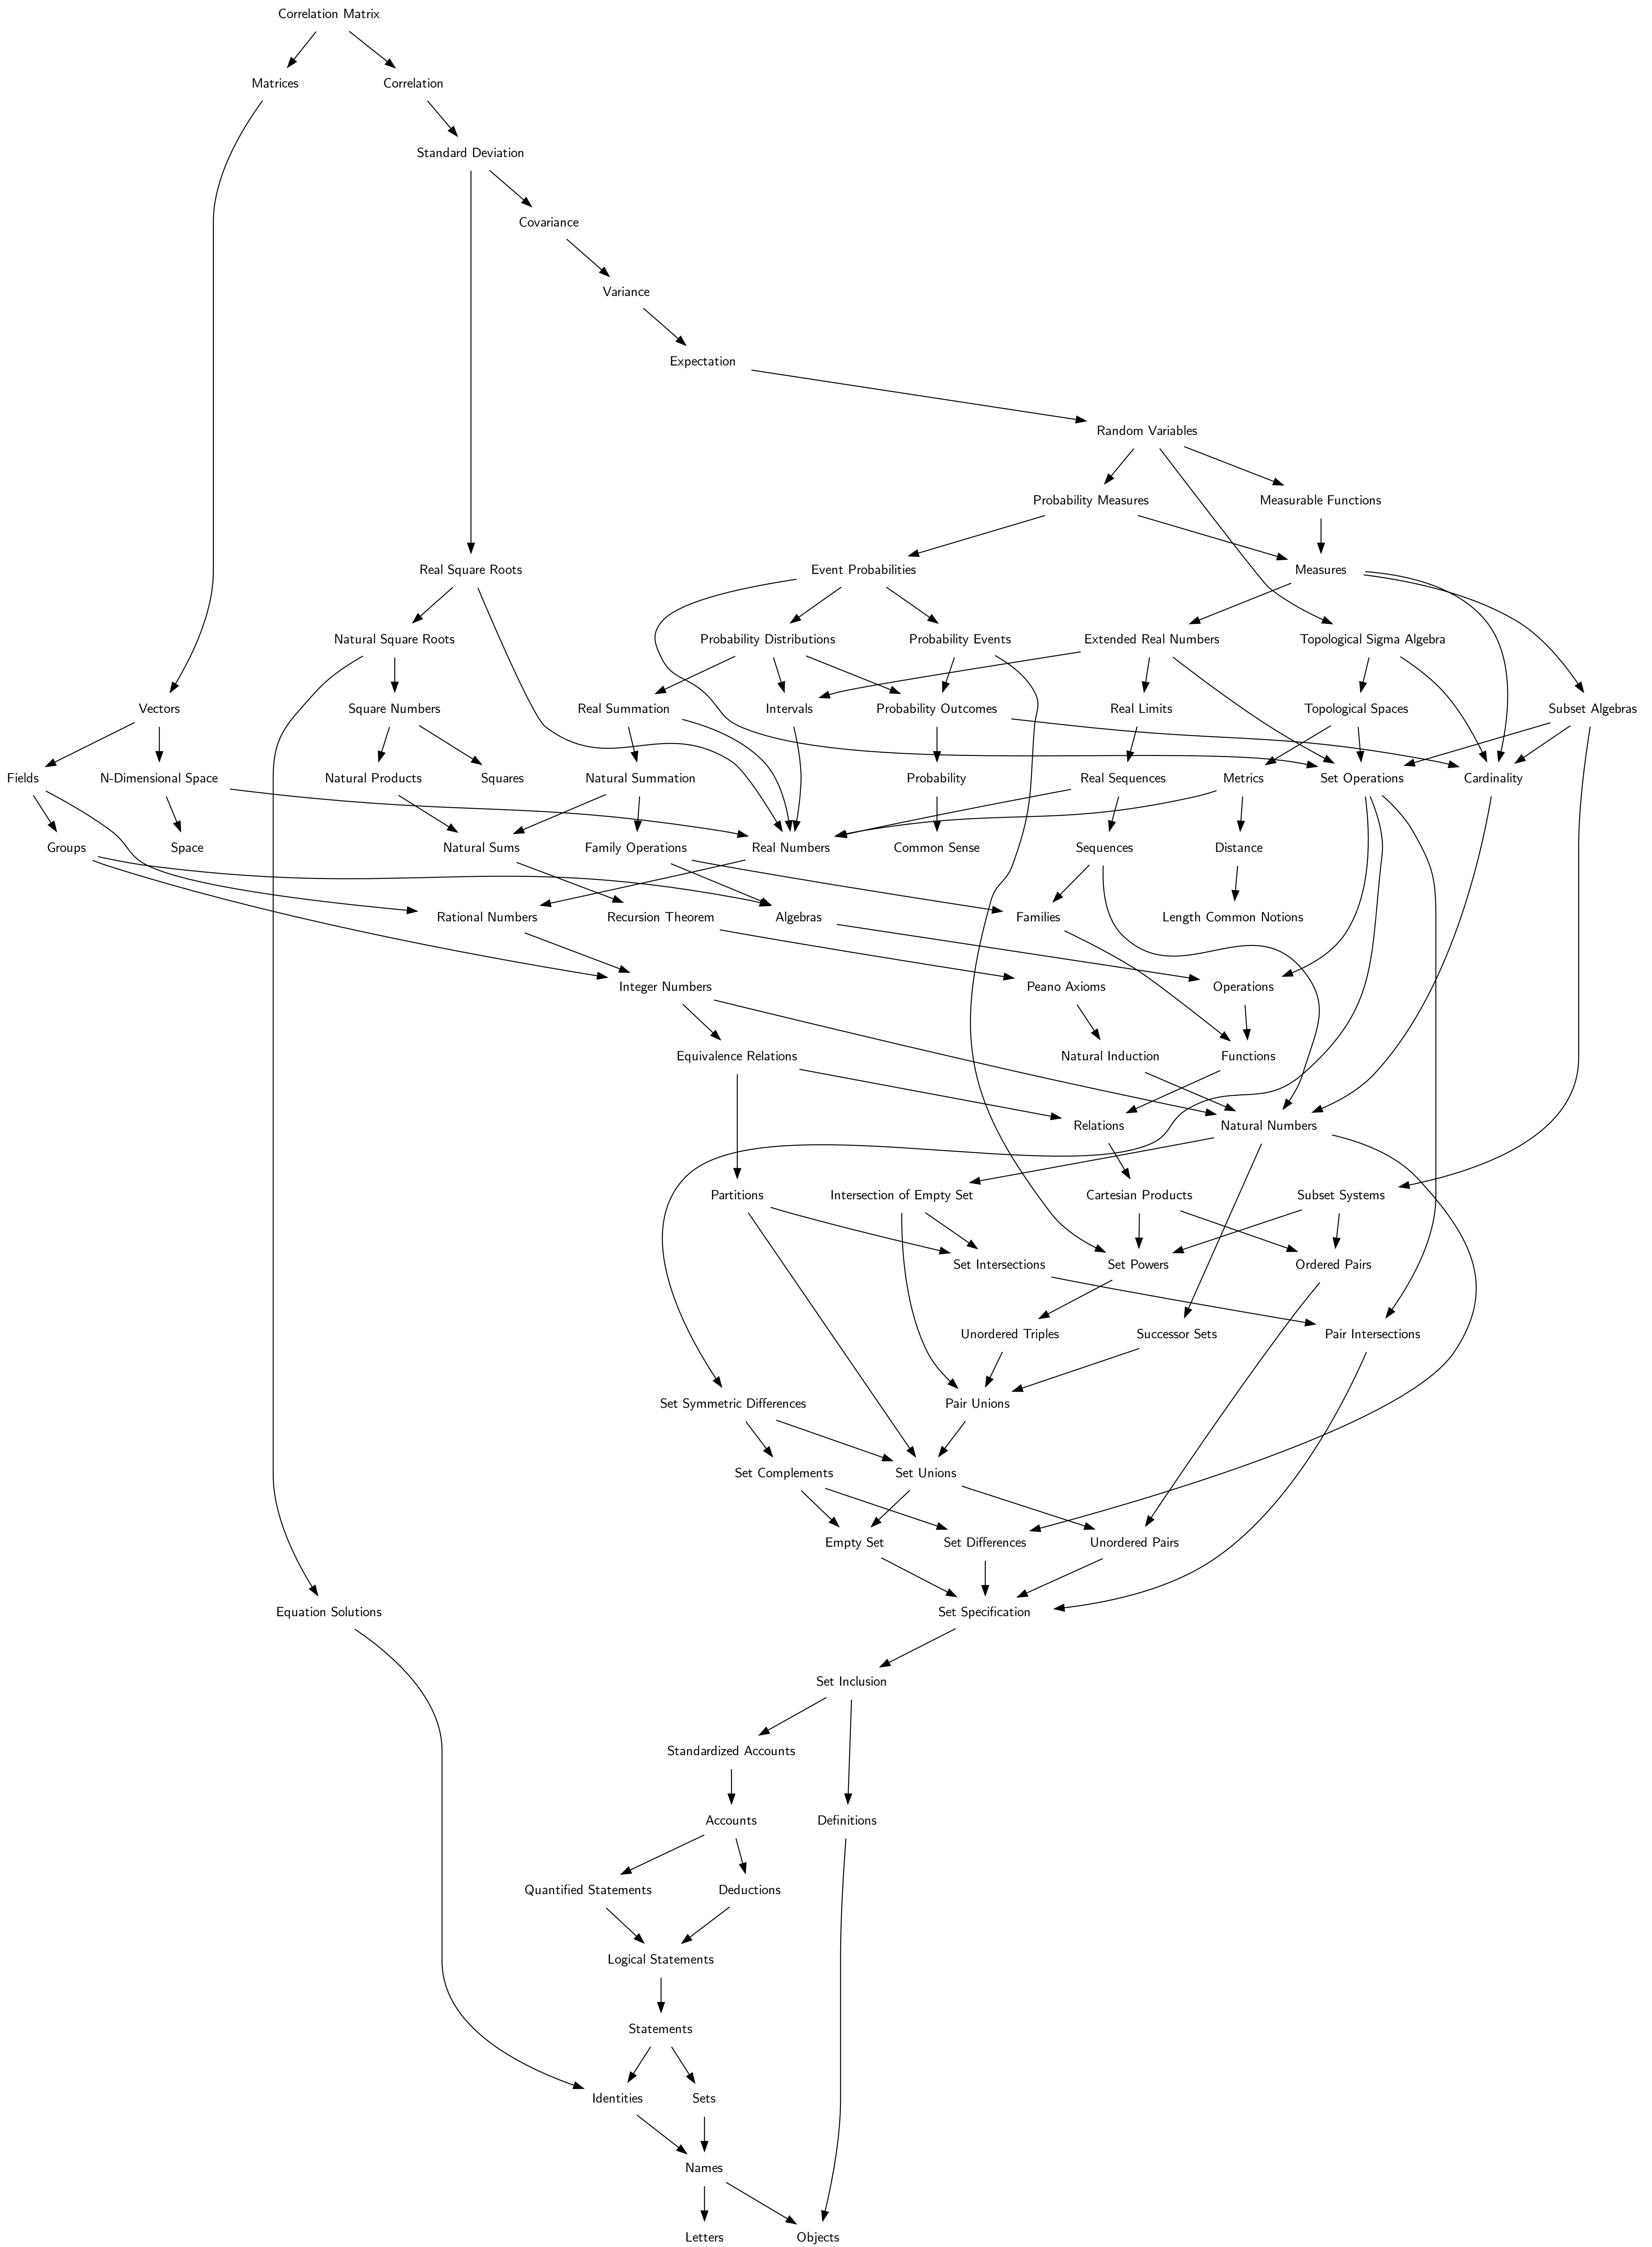 Correlation Matrix
Matrices
Correlation
Standard Deviation
Covariance
Variance
Expectation
Random Variables
Probability Measures
Measurable Functions
Real Square Roots
Event Probabilities
Measures
Natural Square Roots
Probability Distributions
Probability Events
Extended Real Numbers
Topological Sigma Algebra
Vectors
Square Numbers
Real Summation
Intervals
Probability Outcomes
Real Limits
Topological Spaces
Subset Algebras
Fields
N-Dimensional Space
Natural Products
Squares
Natural Summation
Probability
Real Sequences
Metrics
Set Operations
Cardinality
Groups
Space
Natural Sums
Family Operations
Real Numbers
Common Sense
Sequences
Distance
Rational Numbers
Recursion Theorem
Algebras
Families
Length Common Notions
Integer Numbers
Peano Axioms
Operations
Equivalence Relations
Natural Induction
Functions
Relations
Natural Numbers
Partitions
Intersection of Empty Set
Cartesian Products
Subset Systems
Set Intersections
Set Powers
Ordered Pairs
Unordered Triples
Successor Sets
Pair Intersections
Set Symmetric Differences
Pair Unions
Set Complements
Set Unions
Empty Set
Set Differences
Unordered Pairs
Equation Solutions
Set Specification
Set Inclusion
Standardized Accounts
Accounts
Definitions
Quantified Statements
Deductions
Logical Statements
Statements
Identities
Sets
Names
Letters
Objects